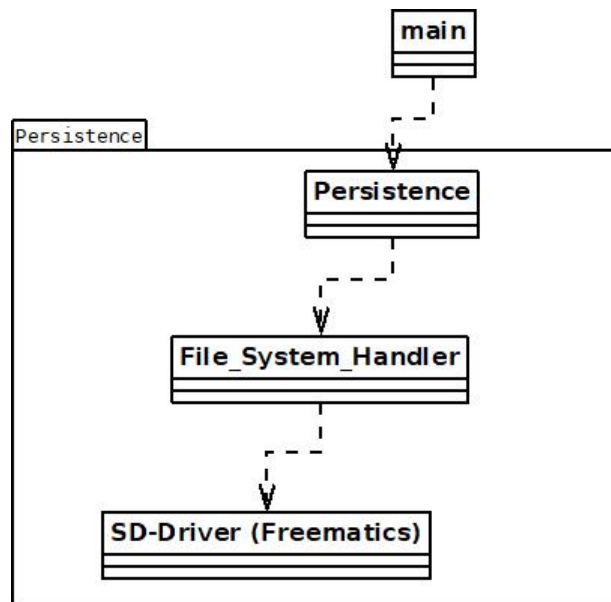 main
Persistence
Persistence
File_System_Handler
SD-Driver (Freematics)